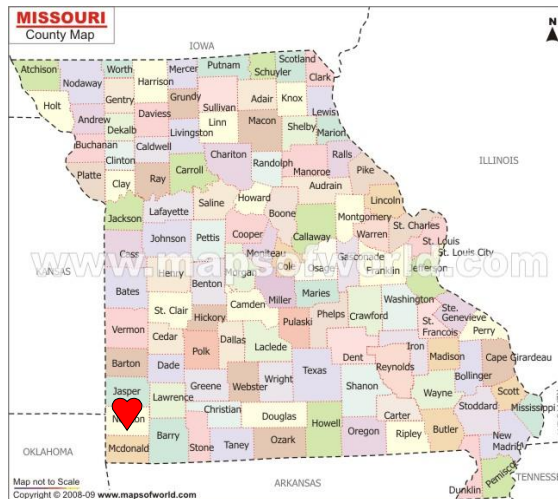 MISSOURI
County Map
N
IOWA
Atchison
Nodaway
Worth
Harrison
Mercer
Putnam
Schuyler
Scotland
Clark
Holt
Gentry
Grundy
Sullivan
Adair
Knox
Lewis
Andrew
Dekalb
Daviess
Linn
Macon
Shelby
Marion
Buchanan
Clinton
Caldwell
Livingston
Chariton
Randolph
Manoroe
Ralls
Pike
Platte
Clay
Ray
Carroll
Audrain
ILLINOIS
Jackson
Lafayette
Saline
Howard
Boone
Callaway
Montgomery
Lincoln
Warren
St. Charles
Johnson
Pettis
Cooper
Moniteau
Cole
Osage
Gasconade
Franklin
St. Louis
St. Louis City
Jefferson
KANSAS
Cass
www.mapsofworld.com
Henry
Benton
Morgan
Miller
Maries
Bates
St. Clair
Camden
Washington
Ste.
Genevieve
Vermon
Hickory
Pulaski
Phelps
Crawford
St.
Francois
Perry
Cedar
Dallas
Laclede
Iron
Barton
Dade
Polk
Dent
Reynolds
Madison
Cape Girardeau
Bollinger
Jasper
Lawrence
Greene
Webster
Wright
Texas
Shanon
Wayne
Scott
Christian
Douglas
Carter
Stoddard
Mississippi
Mcdonald
Barry
Stone
Taney
Ozark
Howell
Oregon
Ripley
Butler
New
Madrid
OKLAHOMA
ARKANSAS
Dunklin
Pemiscot
TENNESS
Map not to Scale
Copyright © 2008-09 www.mapsofworld.com